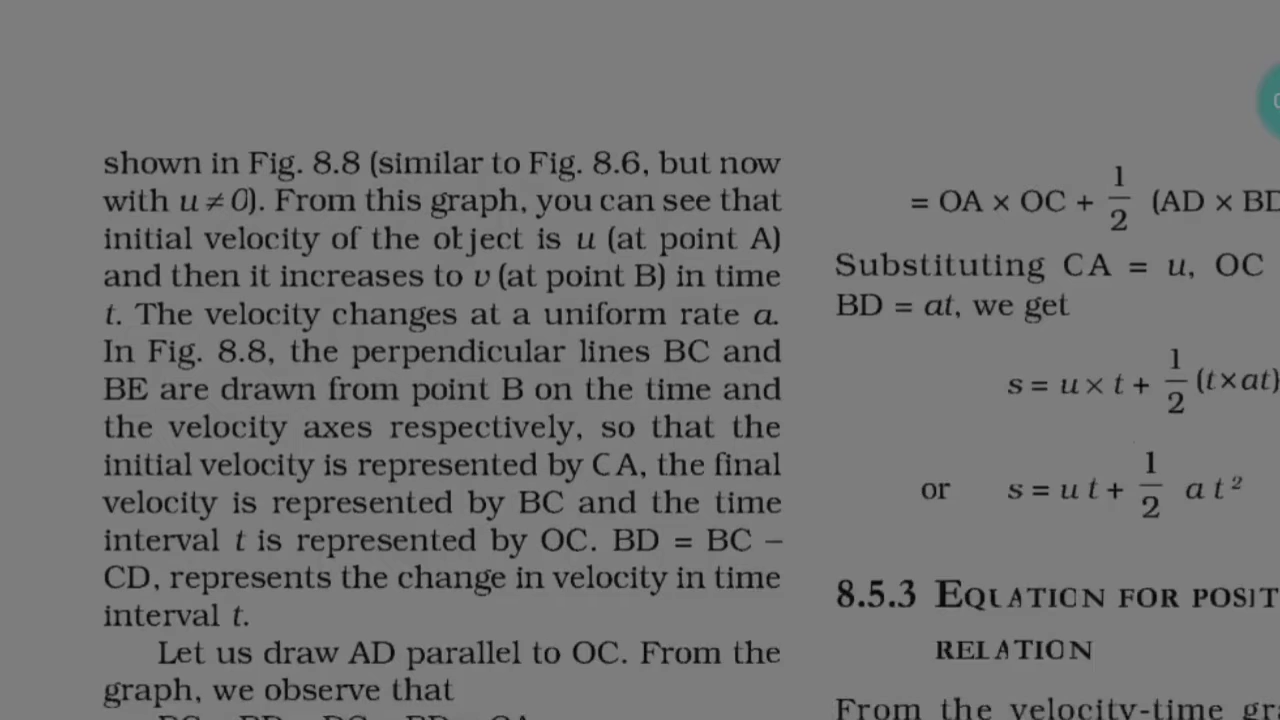 shown in Fig. 8.8 (similar to Fig. 8.6, but now
with u ≠ 0). From this graph, you can see that
initial velocity of the object is u (at point A)
and then it increases to v (at point B) in time
t. The velocity changes at a uniform rate a.
In Fig. 8.8, the perpendicular lines BC and
BE are drawn from point B on the time and
the velocity axes respectively, so that the
initial velocity is represented by CA, the final
velocity is represented by BC and the time
interval t is represented by OC. BD = BC –
CD, represents the change in velocity in time
interval t.
Let us draw AD parallel to OC. From the
graph, we observe that
= OA × OC + 1/2 (AD × BD
Substituting CA = u, OC
BD = at, we get
s = u × t + 1/2 (t×at)
or s = u t + 1/2 a t²
8.5.3 EQUATION FOR POSIT
RELATION
From the velocity-time gr